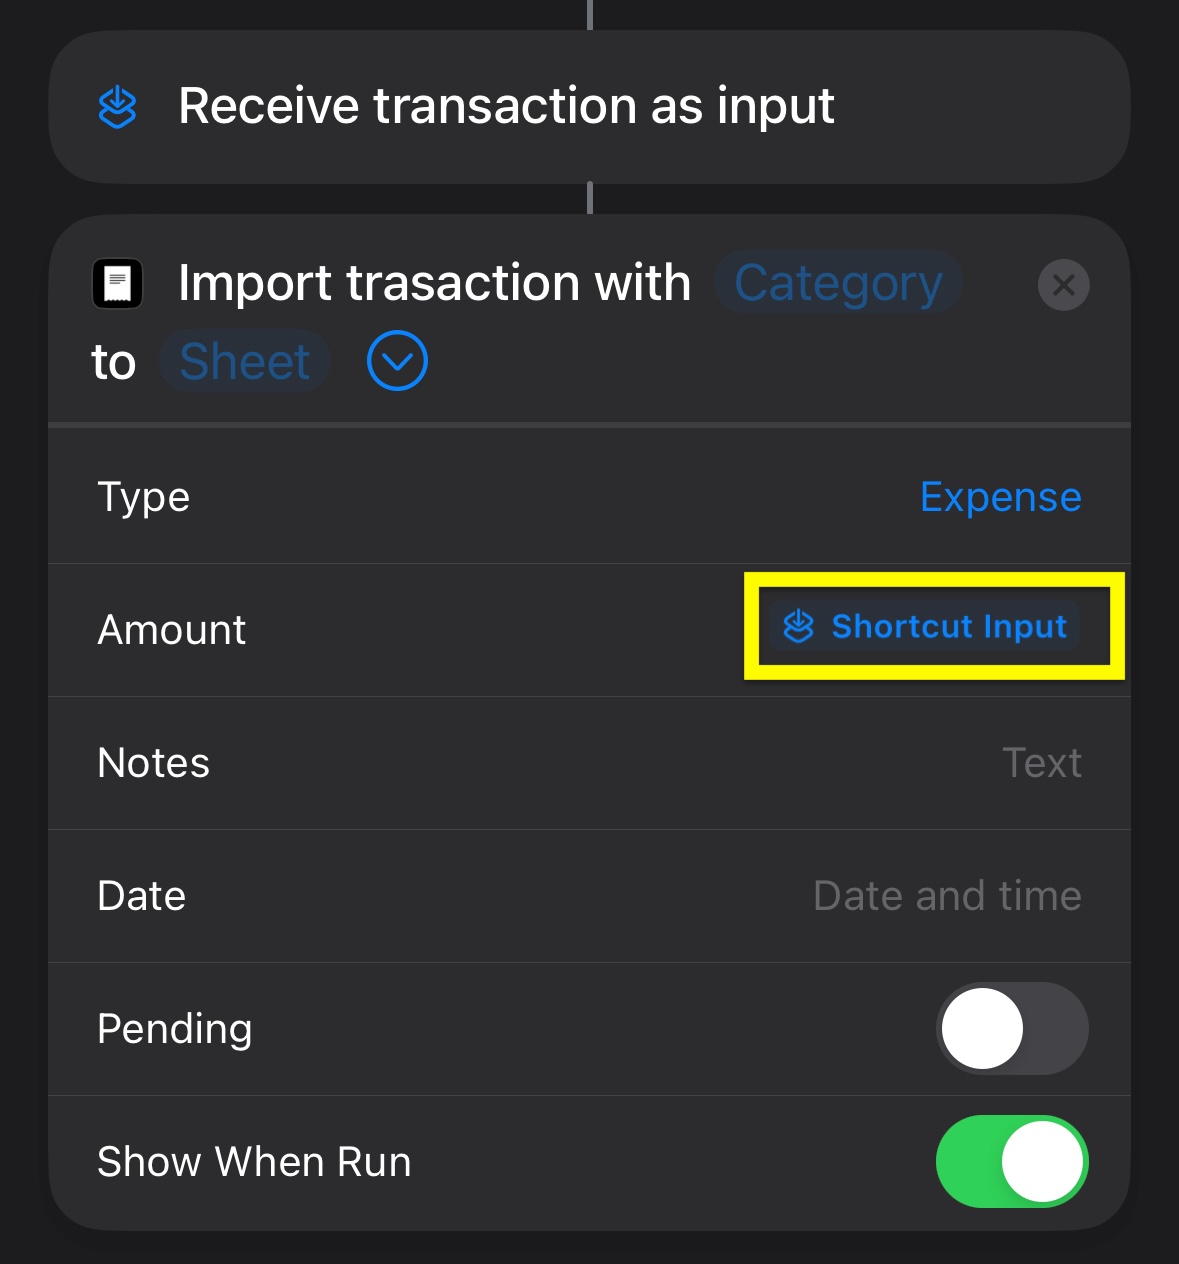 Receive transaction as input
Import trasaction with Category
to Sheet
Type Expense
Amount Shortcut Input
Notes Text
Date Date and time
Pending
Show When Run